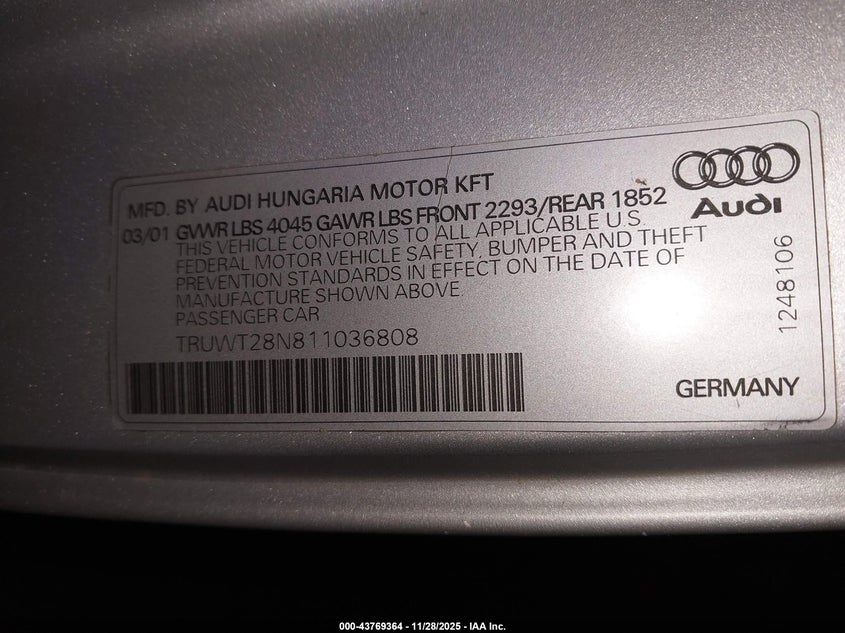 MFD. BY AUDI HUNGARIA MOTOR KFT
03/01 GVWR LBS 4045 GAWR LBS FRONT 2293/REAR 1852
THIS VEHICLE CONFORMS TO ALL APPLICABLE U.S.
FEDERAL MOTOR VEHICLE SAFETY, BUMPER AND THEFT
PREVENTION STANDARDS IN EFFECT ON THE DATE OF
MANUFACTURE SHOWN ABOVE.
PASSENGER CAR
TRUWT28N811036808
Audi
1248106
GERMANY
000-43769364 - 11/28/2025 - IAA Inc.